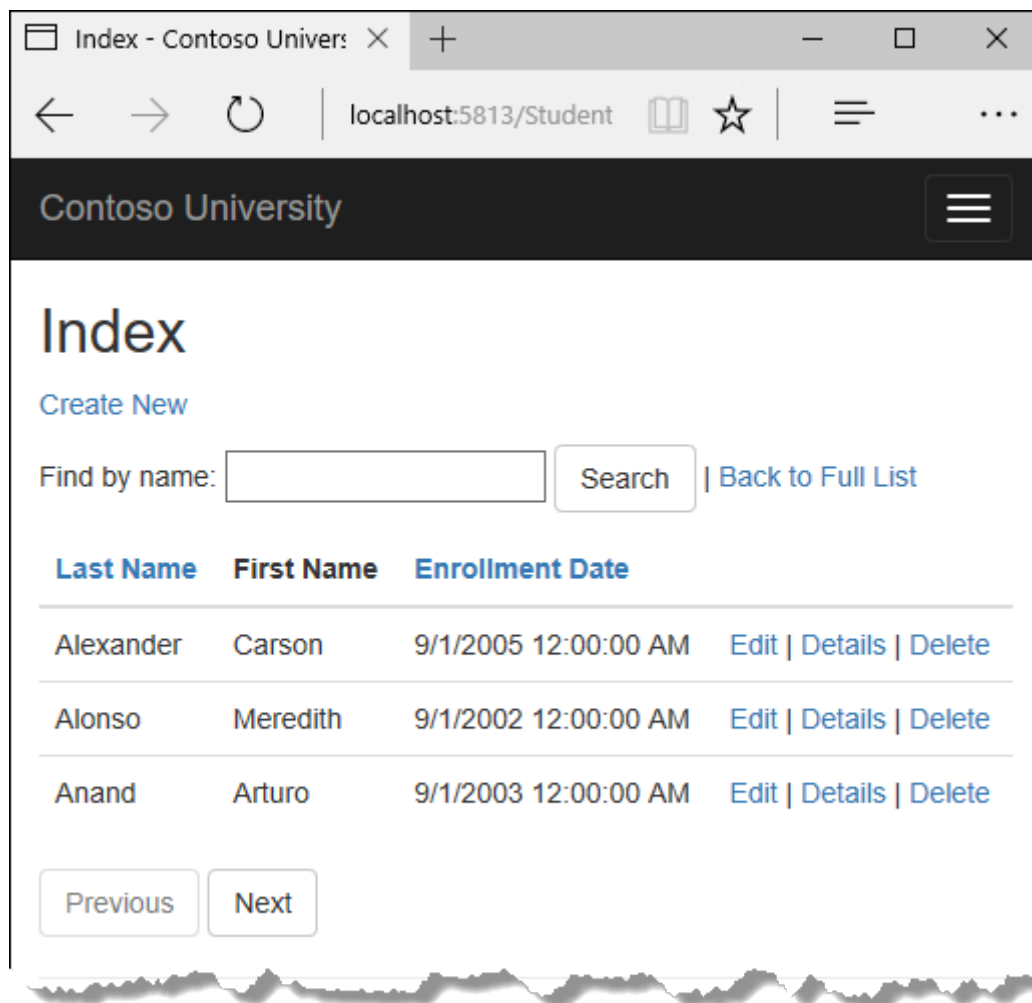 Index - Contoso Univers
localhost:5813/Student
Contoso University
Index
Create New
Find by name: Search | Back to Full List
Last Name First Name Enrollment Date
Alexander Carson 9/1/2005 12:00:00 AM Edit | Details | Delete
Alonso Meredith 9/1/2002 12:00:00 AM Edit | Details | Delete
Anand Arturo 9/1/2003 12:00:00 AM Edit | Details | Delete
Previous Next